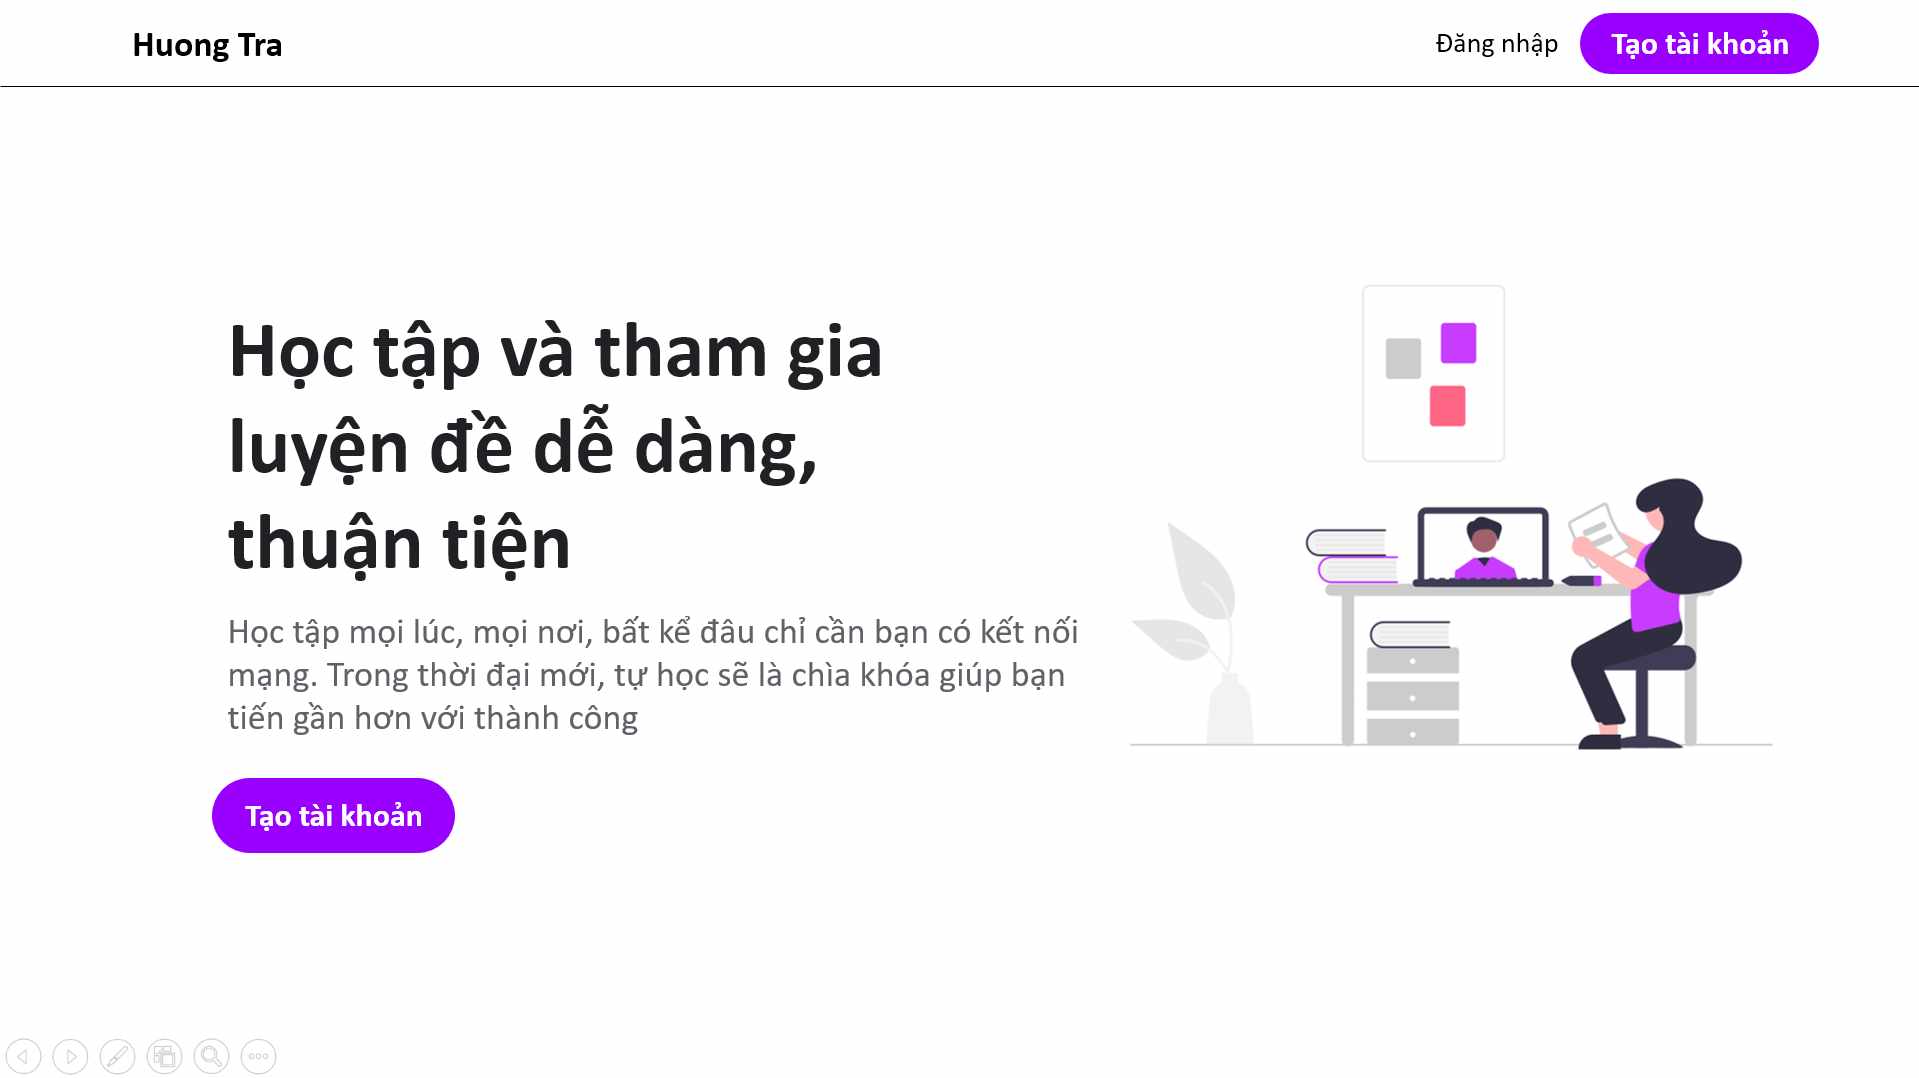 Huong Tra
Đăng nhập
Tạo tài khoản
Học tập và tham gia
luyện đề dễ dàng,
thuận tiện
Học tập mọi lúc, mọi nơi, bất kể đâu chỉ cần bạn có kết nối
mạng. Trong thời đại mới, tự học sẽ là chìa khóa giúp bạn
tiến gần hơn với thành công
Tạo tài khoản